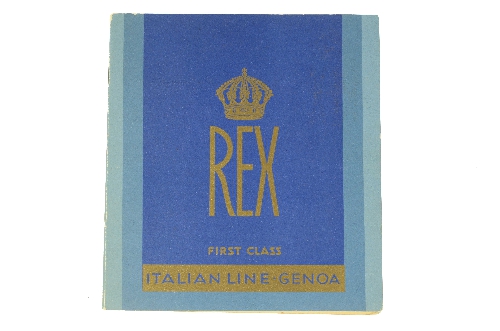 REX
FIRST CLASS
ITALIAN LINE-GENOA